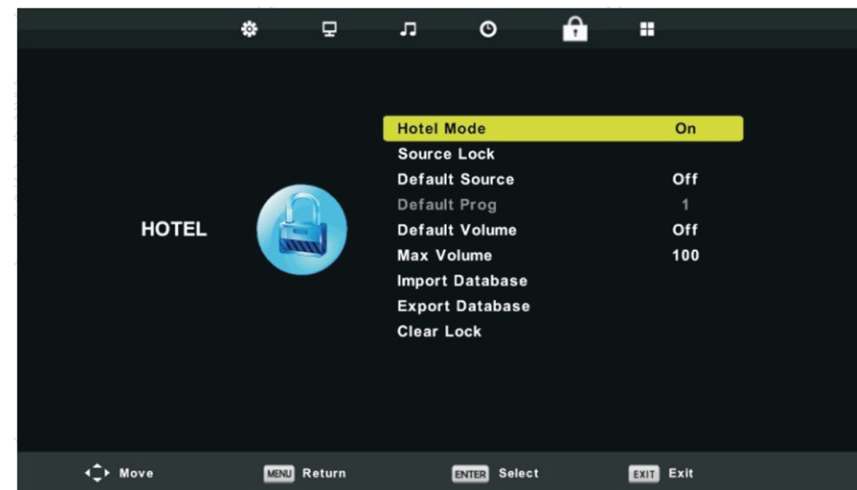 Hotel Mode On
Source Lock
Default Source Off
Default Prog 1
HOTEL
Default Volume Off
Max Volume 100
Import Database
Export Database
Clear Lock
Move MENU Return ENTER Select EXIT Exit